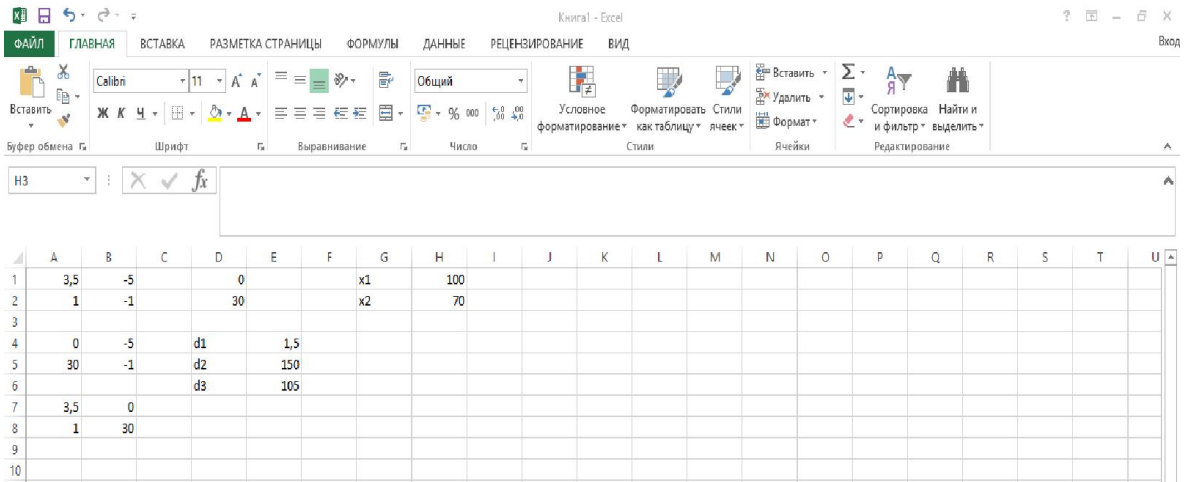 Книга1 - Excel
?
ФАЙЛ ГЛАВНАЯ ВСТАВКА РАЗМЕТКА СТРАНИЦЫ ФОРМУЛЫ ДАННЫЕ РЕЦЕНЗИРОВАНИЕ ВИД Вход
Вставить
Calibri 11
Ж К Ч
Общий
% 000
Условное форматирование
Форматировать как таблицу
Стили ячеек
Вставить
Удалить
Формат
Σ
Сортировка и фильтр
Найти и выделить
Буфер обмена Шрифт Выравнивание Число Стили Ячейки Редактирование
H3 fx
A B C D E F G H I J K L M N O P Q R S T U
1 3,5 -5 0 x1 100
2 1 -1 30 x2 70
3
4 0 -5 d1 1,5
5 30 -1 d2 150
6 d3 105
7 3,5 0
8 1 30
9
10